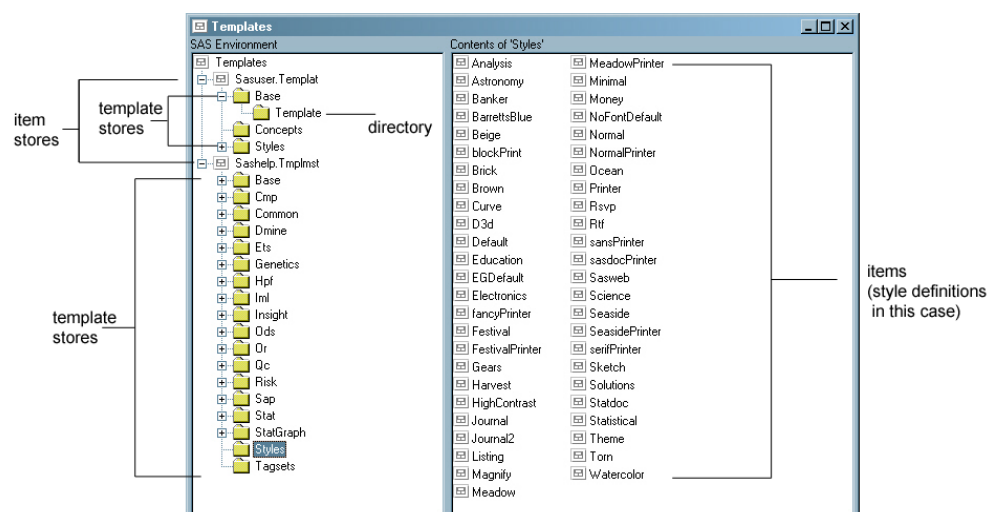 Templates
SAS Environment
Contents of 'Styles'
item
stores
template
stores
template
stores
directory
Templates
Sasuser.Templat
Base
Template
Concepts
Styles
Sashelp.Tmplmst
Base
Cmp
Common
Dmine
Ets
Genetics
Hpf
Iml
Insight
Ods
Or
Qc
Risk
Sap
Stat
StatGraph
Styles
Tagsets
Analysis
Astronomy
Banker
BarrettsBlue
Beige
blockPrint
Brick
Brown
Curve
D3d
Default
Education
EGDefault
Electronics
fancyPrinter
Festival
FestivalPrinter
Gears
Harvest
HighContrast
Journal
Journal2
Listing
Magnify
Meadow
MeadowPrinter
Minimal
Money
NoFontDefault
Normal
NormalPrinter
Ocean
Printer
Rsvp
Rtf
sansPrinter
sasdocPrinter
Sasweb
Science
Seaside
SeasidePrinter
serifPrinter
Sketch
Solutions
Statdoc
Statistical
Theme
Torn
Watercolor
items
(style definitions
in this case)